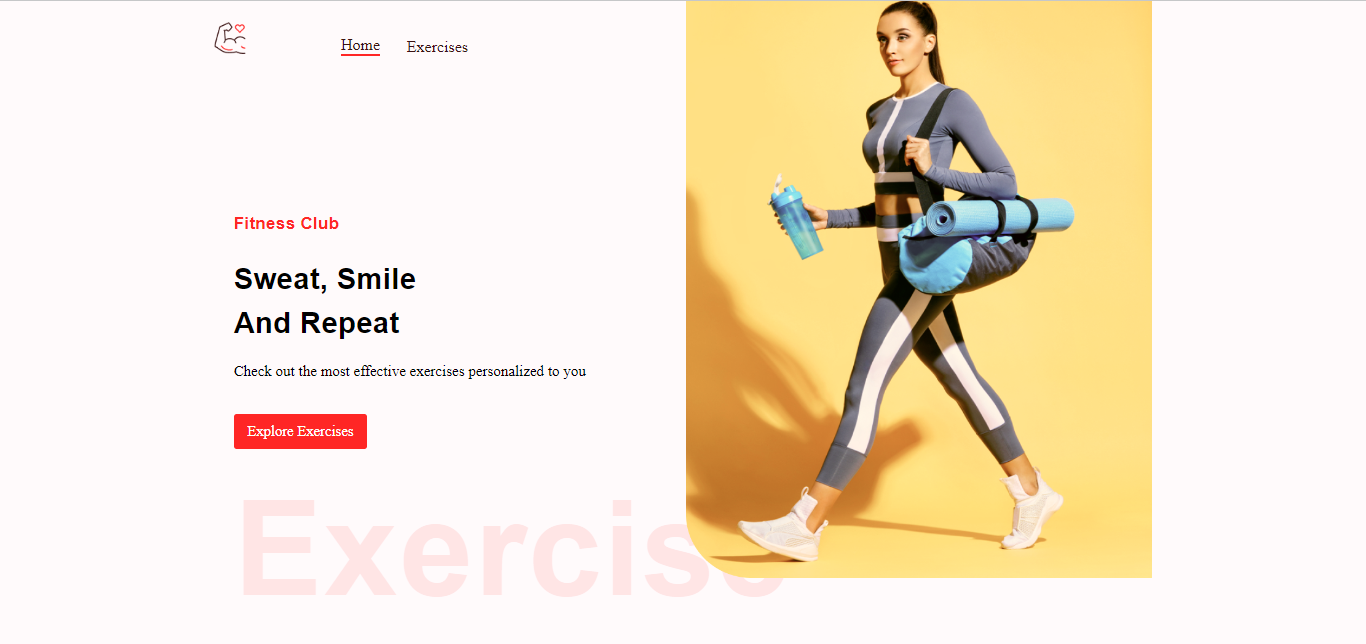 Home
Exercises
Fitness Club
Sweat, Smile
And Repeat
Check out the most effective exercises personalized to you
Explore Exercises
Exercise